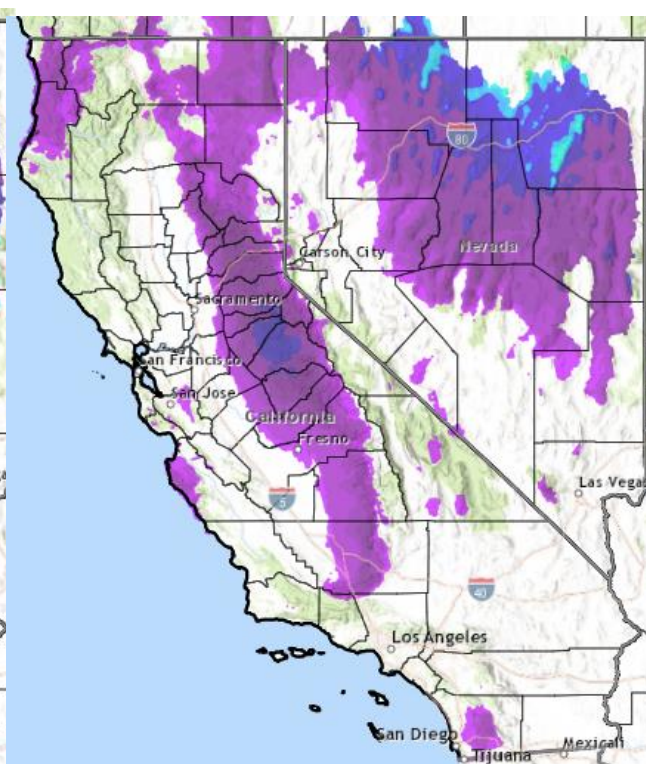 80
Nevada
Carson City
Sacramento
San Francisco
San Jose
California
Fresno
5
Las Vegas
40
Los Angeles
San Diego
Tijuana
Mexicali